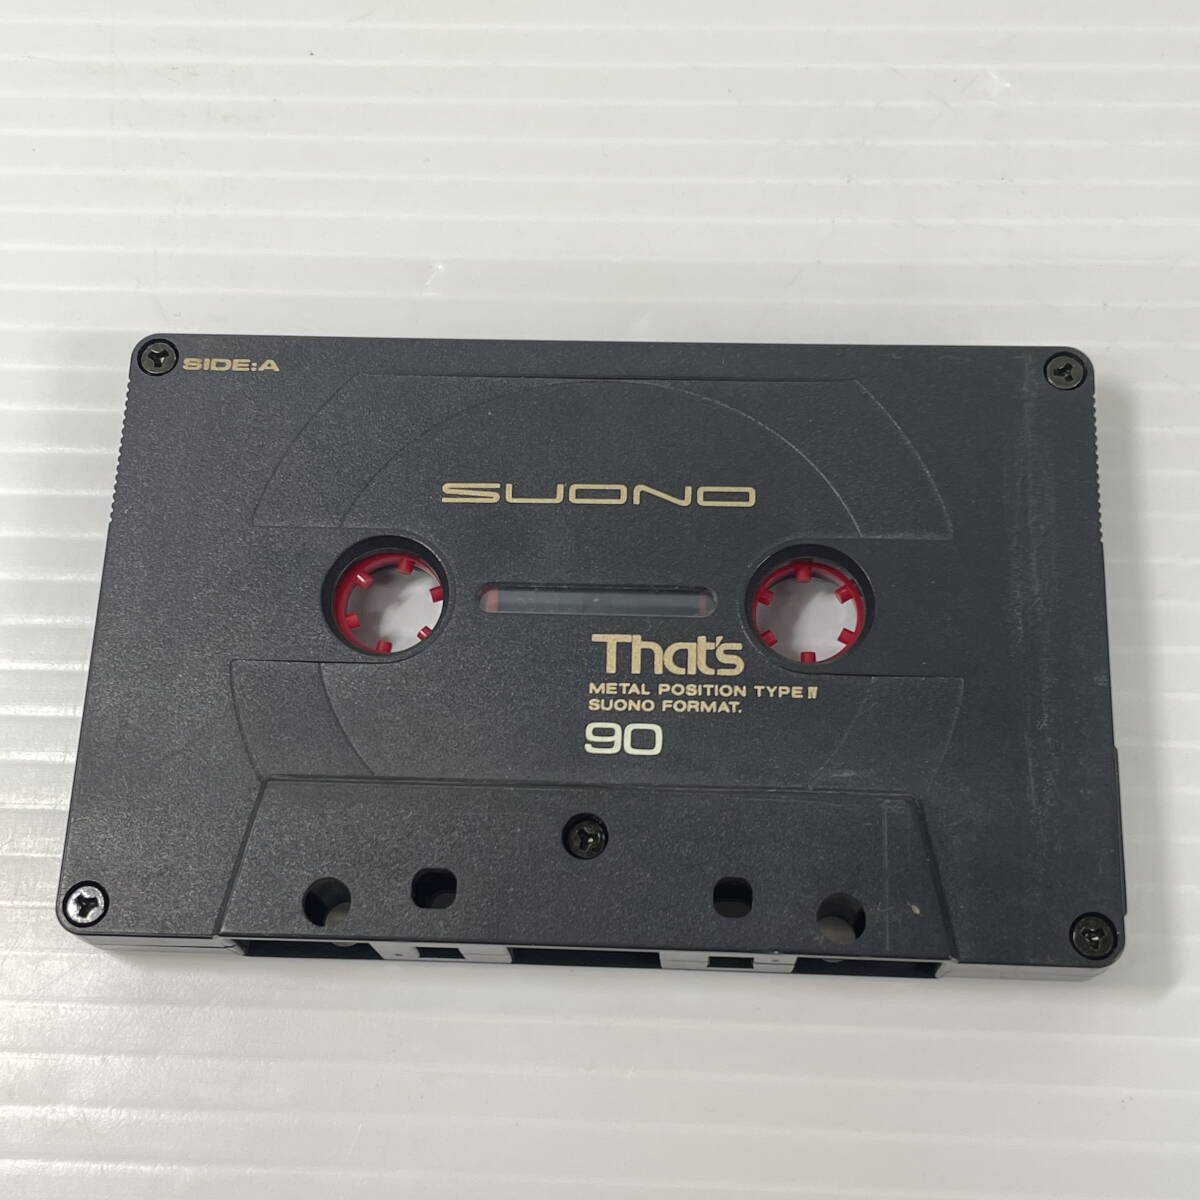 SIDE:A
SUONO
That's
METAL POSITION TYPE Ⅳ
SUONO FORMAT.
90